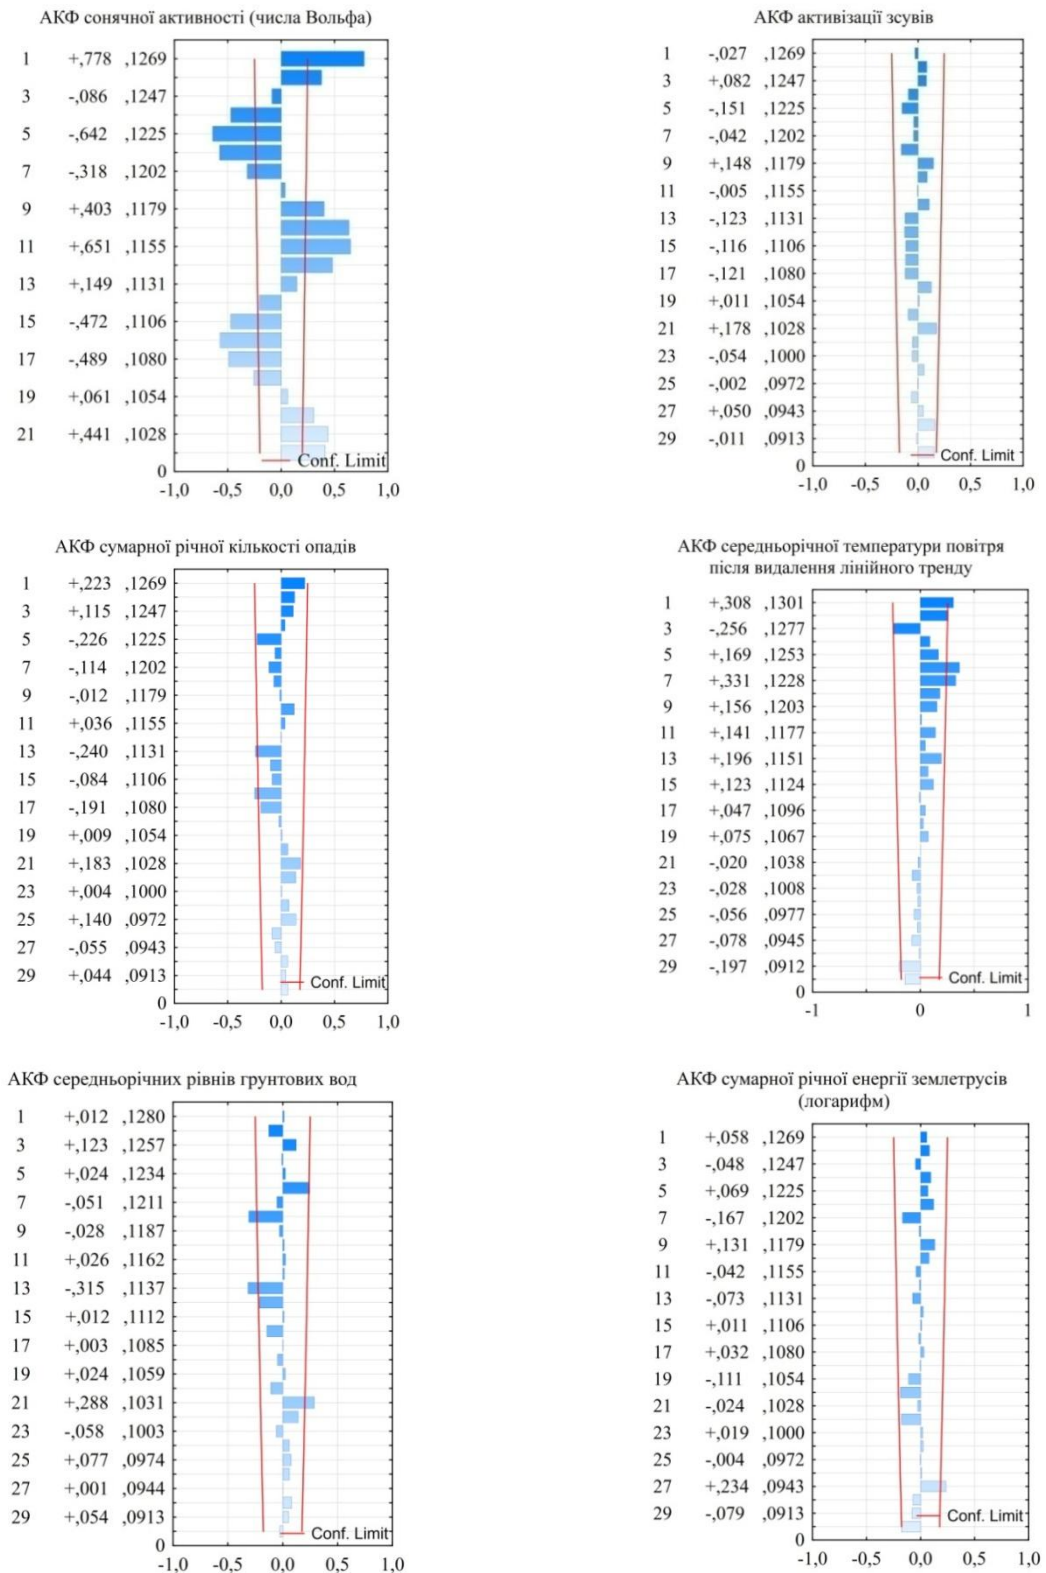 АКФ сонячної активності (числа Вольфа)
1 +,778 ,1269
3 -,086 ,1247
5 -,642 ,1225
7 -,318 ,1202
9 +,403 ,1179
11 +,651 ,1155
13 +,149 ,1131
15 -,472 ,1106
17 -,489 ,1080
19 +,061 ,1054
21 +,441 ,1028
Conf. Limit
0
-1,0 -0,5 0,0 0,5 1,0
АКФ активізації зсувів
1 -,027 ,1269
3 +,082 ,1247
5 -,151 ,1225
7 -,042 ,1202
9 +,148 ,1179
11 -,005 ,1155
13 -,123 ,1131
15 -,116 ,1106
17 -,121 ,1080
19 +,011 ,1054
21 +,178 ,1028
23 -,054 ,1000
25 -,002 ,0972
27 +,050 ,0943
29 -,011 ,0913
Conf. Limit
0
-1,0 -0,5 0,0 0,5 1,0
АКФ сумарної річної кількості опадів
1 +,223 ,1269
3 +,115 ,1247
5 -,226 ,1225
7 -,114 ,1202
9 -,012 ,1179
11 +,036 ,1155
13 -,240 ,1131
15 -,084 ,1106
17 -,191 ,1080
19 +,009 ,1054
21 +,183 ,1028
23 +,004 ,1000
25 +,140 ,0972
27 -,055 ,0943
29 +,044 ,0913
Conf. Limit
0
-1,0 -0,5 0,0 0,5 1,0
АКФ середньорічної температури повітря
після видалення лінійного тренду
1 +,308 ,1301
3 -,256 ,1277
5 +,169 ,1253
7 +,331 ,1228
9 +,156 ,1203
11 +,141 ,1177
13 +,196 ,1151
15 +,123 ,1124
17 +,047 ,1096
19 +,075 ,1067
21 -,020 ,1038
23 -,028 ,1008
25 -,056 ,0977
27 -,078 ,0945
29 -,197 ,0912
Conf. Limit
0
-1 0 1
АКФ середньорічних рівнів грунтових вод
1 +,012 ,1280
3 +,123 ,1257
5 +,024 ,1234
7 -,051 ,1211
9 -,028 ,1187
11 +,026 ,1162
13 -,315 ,1137
15 +,012 ,1112
17 +,003 ,1085
19 +,024 ,1059
21 +,288 ,1031
23 -,058 ,1003
25 +,077 ,0974
27 +,001 ,0944
29 +,054 ,0913
Conf. Limit
0
-1,0 -0,5 0,0 0,5 1,0
АКФ сумарної річної енергії землетрусів
(логарифм)
1 +,058 ,1269
3 -,048 ,1247
5 +,069 ,1225
7 -,167 ,1202
9 +,131 ,1179
11 -,042 ,1155
13 -,073 ,1131
15 +,011 ,1106
17 +,032 ,1080
19 -,111 ,1054
21 -,024 ,1028
23 +,019 ,1000
25 -,004 ,0972
27 +,234 ,0943
29 -,079 ,0913
Conf. Limit
0
-1,0 -0,5 0,0 0,5 1,0